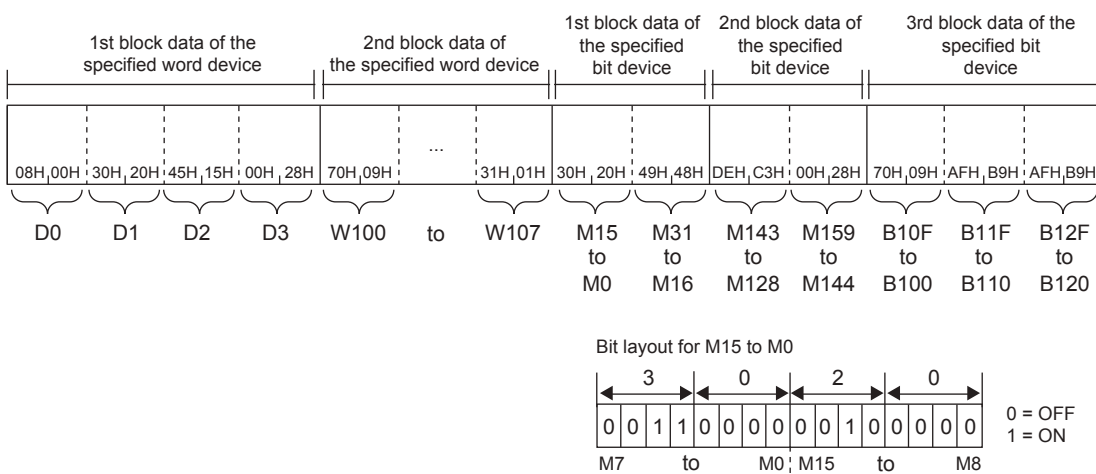 1st block data of the
specified word device
2nd block data of
the specified word device
1st block data of
the specified
bit device
2nd block data of
the specified
bit device
3rd block data of the
specified bit
device
08H 00H 30H 20H 45H 15H 00H 28H 70H 09H ... 31H 01H 30H 20H 49H 48H DEH C3H 00H 28H 70H 09H AFH B9H AFH B9H
D0 D1 D2 D3 W100 to W107 M15 M31 M143 M159 B10F B11F B12F
to to to to to to to
M0 M16 M128 M144 B100 B110 B120
Bit layout for M15 to M0
3 0 2 0
0 0 1 1 0 0 0 0 0 0 1 0 0 0 0 0
0 = OFF
1 = ON
M7 to M0 M15 to M8